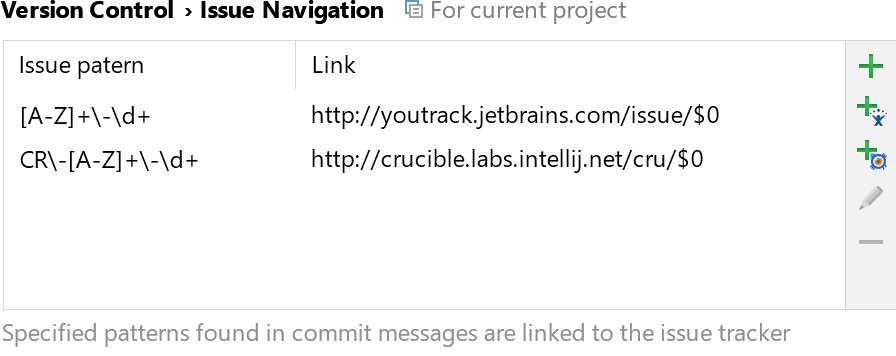 Version Control › Issue Navigation For current project
Issue patern Link
[A-Z]+\-\d+ http://youtrack.jetbrains.com/issue/$0
CR\-[A-Z]+\-\d+ http://crucible.labs.intellij.net/cru/$0
Specified patterns found in commit messages are linked to the issue tracker